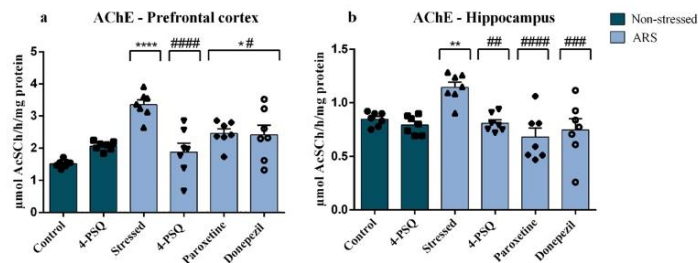 a
AChE - Prefrontal cortex
µmol AcSCh/h/mg protein
5
4
3
2
1
0
****
####
* #
Control
4-PSQ
Stressed
4-PSQ
Paroxetine
Donepezil
b
AChE - Hippocampus
µmol AcSCh/h/mg protein
1.5
1.0
0.5
0.0
**
##
####
###
Control
4-PSQ
Stressed
4-PSQ
Paroxetine
Donepezil
Non-stressed
ARS